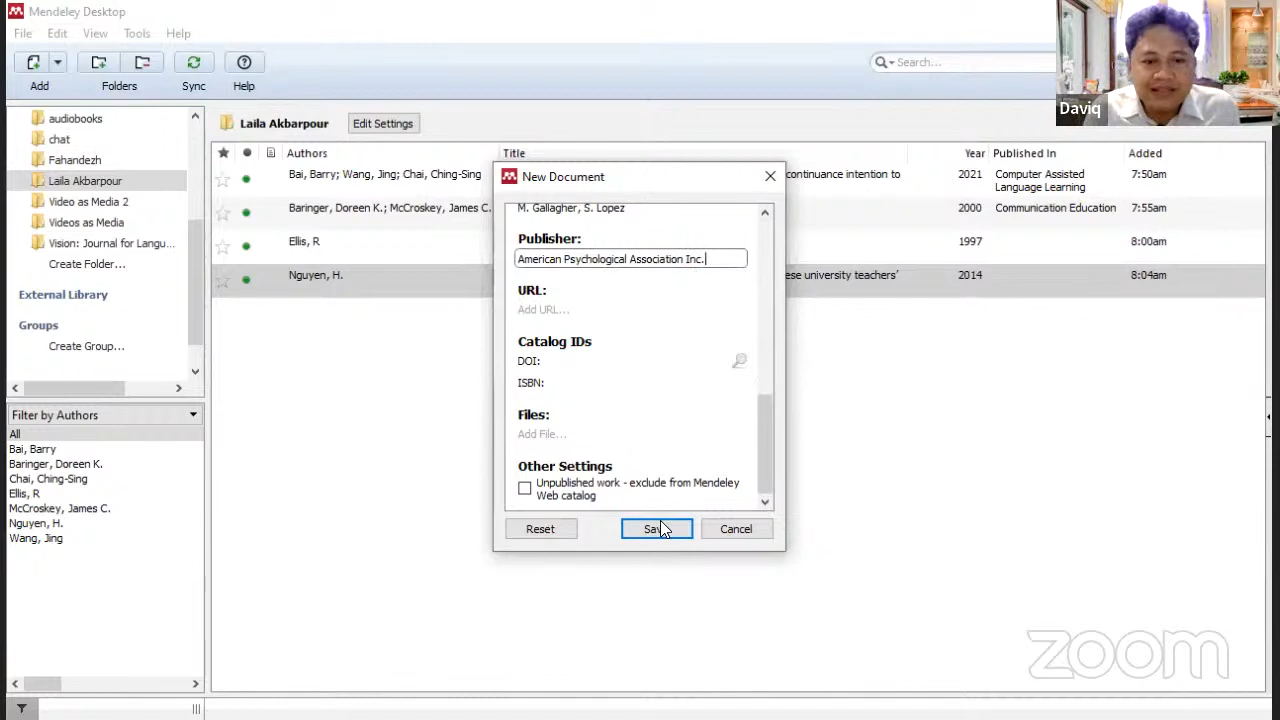 Mendeley Desktop
File Edit View Tools Help
Search...
Add Folders Sync Help
Daviq
audiobooks
chat
Fahandezh
Laila Akbarpour
Video as Media 2
Videos as Media
Vision: Journal for Langu...
Create Folder...
External Library
Groups
Create Group...
Filter by Authors
All
Bai, Barry
Baringer, Doreen K.
Chai, Ching-Sing
Ellis, R
McCroskey, James C.
Nguyen, H.
Wang, Jing
Laila Akbarpour Edit Settings
Authors Title Year Published In Added
Bai, Barry; Wang, Jing; Chai, Ching-Sing continuance intention to 2021 Computer Assisted 7:50am
Language Learning
Baringer, Doreen K.; McCroskey, James C. 2000 Communication Education 7:55am
Ellis, R 1997 8:00am
Nguyen, H. ese university teachers' 2014 8:04am
New Document
M. Gallagher, S. Lopez
Publisher:
American Psychological Association Inc.
URL:
Add URL...
Catalog IDs
DOI:
ISBN:
Files:
Add File...
Other Settings
Unpublished work - exclude from Mendeley
Web catalog
Reset Cancel
zoom